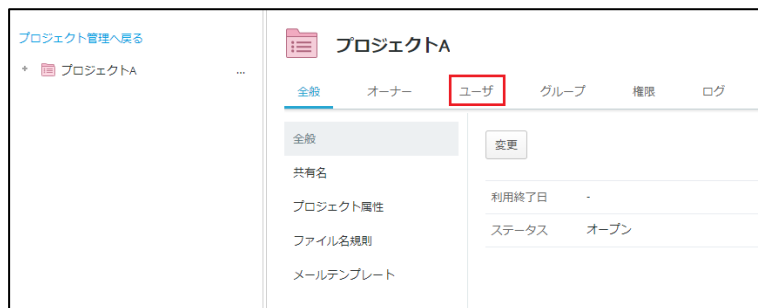 プロジェクト管理へ戻る
プロジェクトA
...
プロジェクトA
全般 オーナー ユーザ グループ 権限 ログ
全般
共有名
プロジェクト属性
ファイル名規則
メールテンプレート
変更
利用終了日 -
ステータス オープン